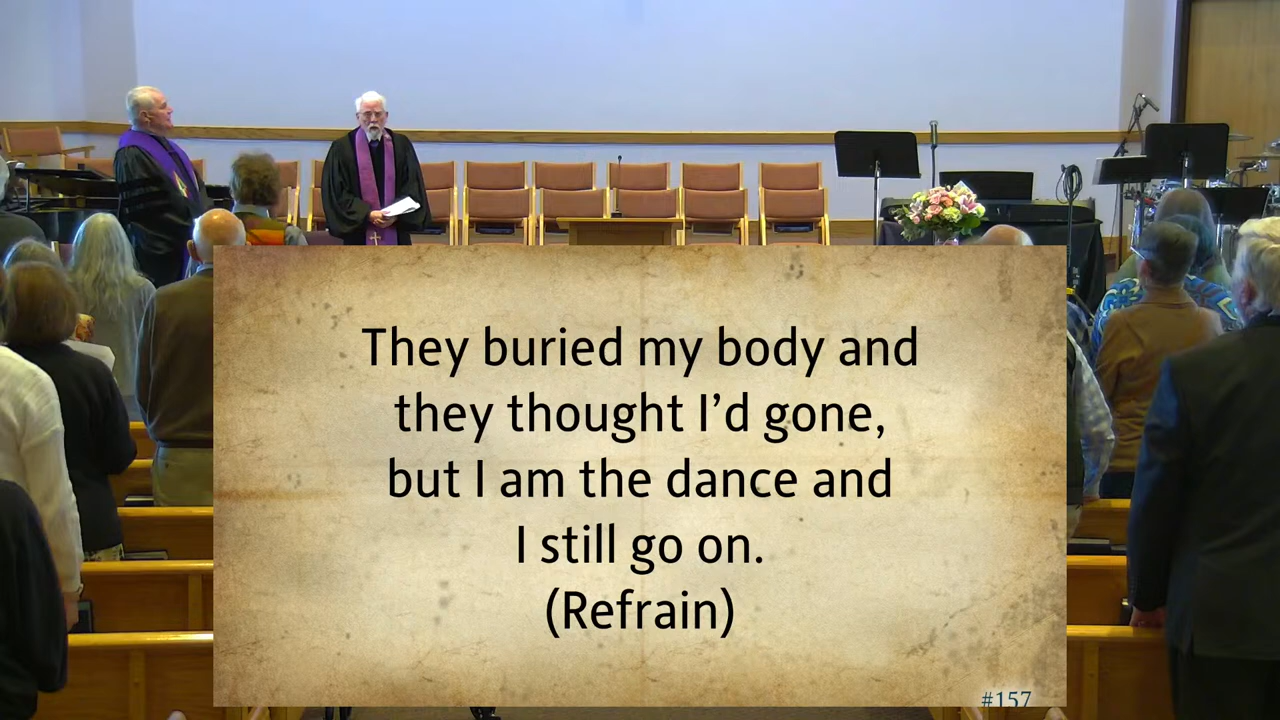 They buried my body and
they thought I’d gone,
but I am the dance and
I still go on.
(Refrain)
#157